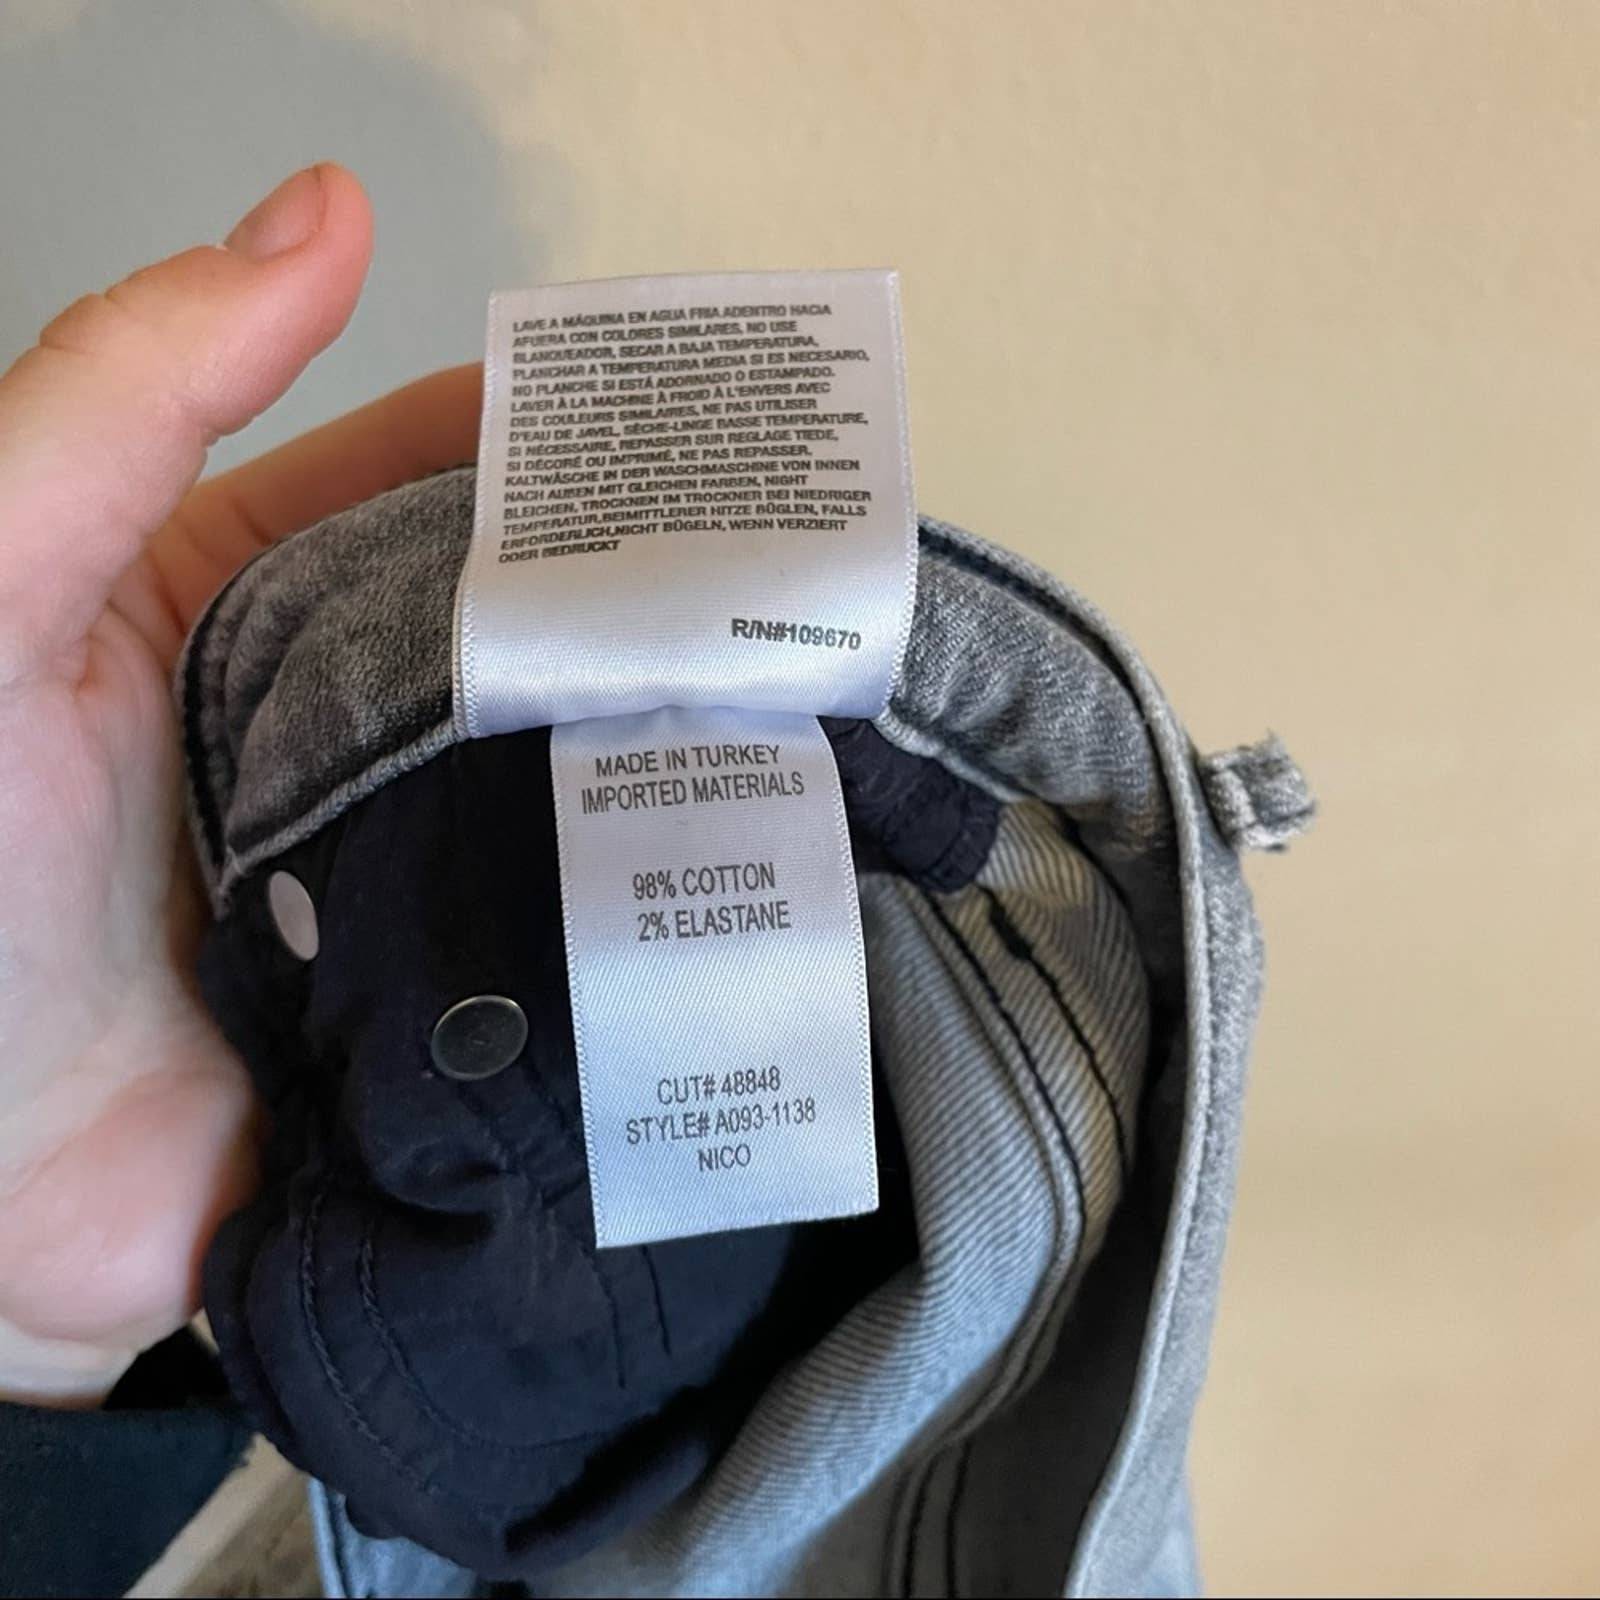 LAVE A MÁQUINA EN AGUA FRIA ADENTRO HACIA
AFUERA CON COLORES SIMILARES, NO USE
BLANQUEADOR, SECAR A BAJA TEMPERATURA,
PLANCHAR A TEMPERATURA MEDIA SI ES NECESARIO,
NO PLANCHE SI ESTÁ ADORNADO O ESTAMPADO.
LAVER À LA MACHINE À FROID À L'ENVERS AVEC
DES COULEURS SIMILAIRES, NE PAS UTILISER
D'EAU DE JAVEL, SÈCHE-LINGE BASSE TEMPERATURE,
SI NÉCESSAIRE, REPASSER SUR REGLAGE TIEDE,
SI DÉCORÉ OU IMPRIMÉ, NE PAS REPASSER.
KALTWÄSCHE IN DER WASCHMASCHINE VON INNEN
NACH AUßEN MIT GLEICHEN FARBEN, NIGHT
BLEICHEN, TROCKNEN IM TROCKNER BEI NIEDRIGER
TEMPERATUR,BEIMITTLERER HITZE BÜGLEN, FALLS
ERFORDERLICH,NICHT BÜGELN, WENN VERZIERT
ODER BEDRUCKT
R/N#109670
MADE IN TURKEY
IMPORTED MATERIALS
98% COTTON
2% ELASTANE
CUT# 48848
STYLE# A093-1138
NICO